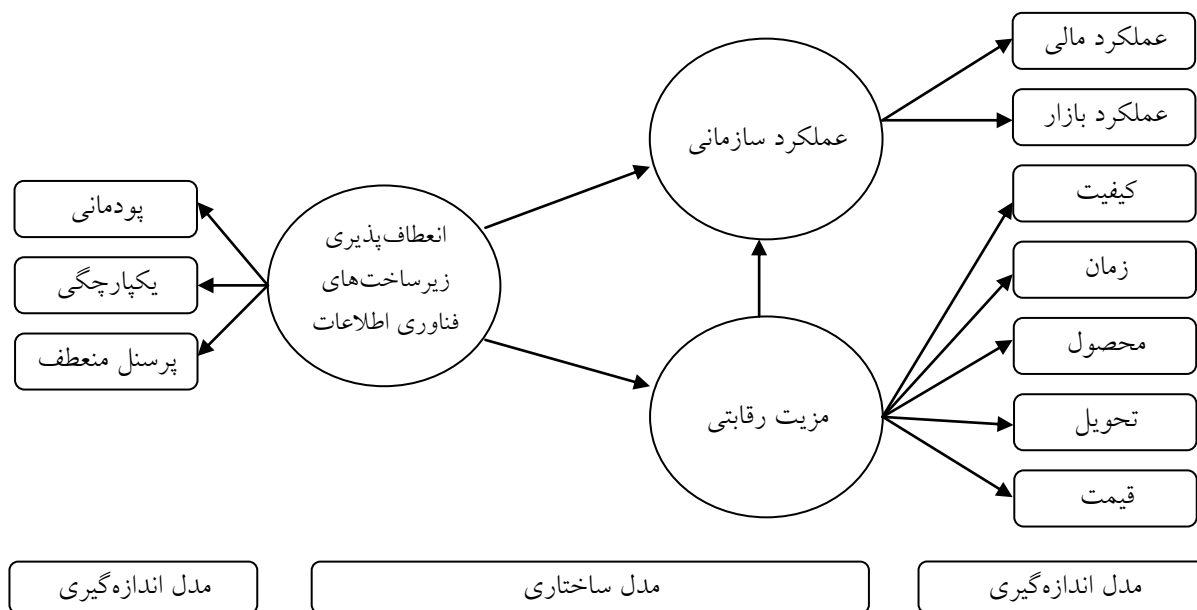 عملکرد مالی
عملکرد بازار
عملکرد سازمانی
کیفیت
زمان
محصول
تحویل
قیمت
مزیت رقابتی
انعطاف‌پذیری
زیرساخت‌های
فناوری اطلاعات
پودمانی
یکپارچگی
پرسنل منعطف
مدل اندازه‌گیری
مدل ساختاری
مدل اندازه‌گیری